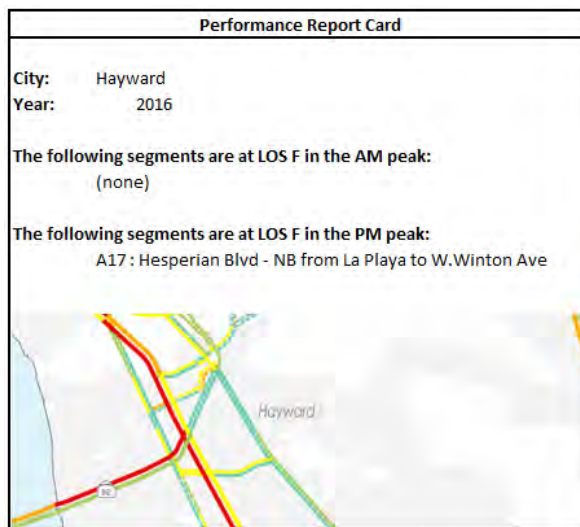 Performance Report Card
City: Hayward
Year: 2016
The following segments are at LOS F in the AM peak:
(none)
The following segments are at LOS F in the PM peak:
A17 : Hesperian Blvd - NB from La Playa to W.Winton Ave
Hayward
92